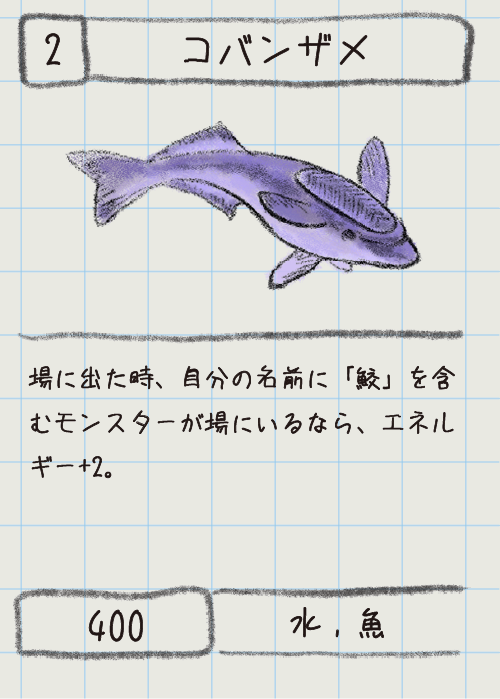 2
コバンザメ
場に出た時、自分の名前に「鮫」を含
むモンスターが場にいるなら、エネル
ギー+2。
400
水,魚